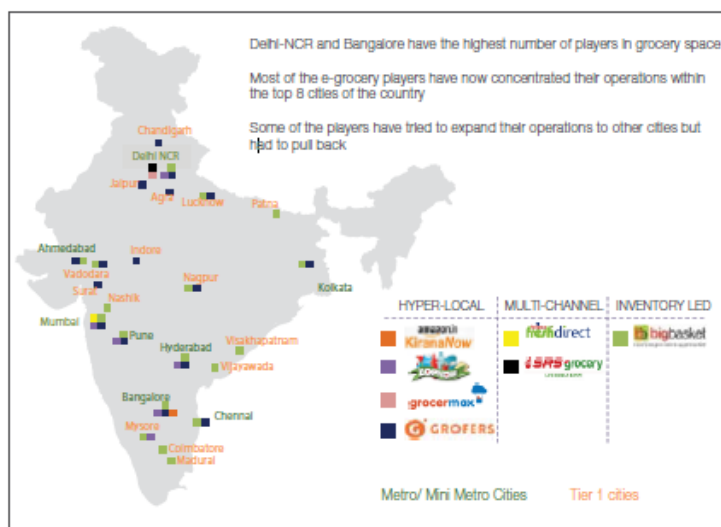 Delhi-NCR and Bangalore have the highest number of players in grocery space
Most of the e-grocery players have now concentrated their operations within
the top 8 cities of the country
Some of the players have tried to expand their operations to other cities but
had to pull back
Chandigarh
Delhi NCR
Jaipur
Agra
Lucknow
Patna
Ahmedabad
Indore
Vadodara
Surat
Nagpur
Kolkata
Nashik
Mumbai
Pune
Hyderabad
Visakhapatnam
Vijayawada
Bangalore
Chennai
Mysore
Coimbatore
Madurai
HYPER-LOCAL
MULTI-CHANNEL
INVENTORY LED
amazon.in
KiranaNow
direct
bigbasket
SRS grocery
grocermax
GROFERS
Metro/ Mini Metro Cities
Tier 1 cities